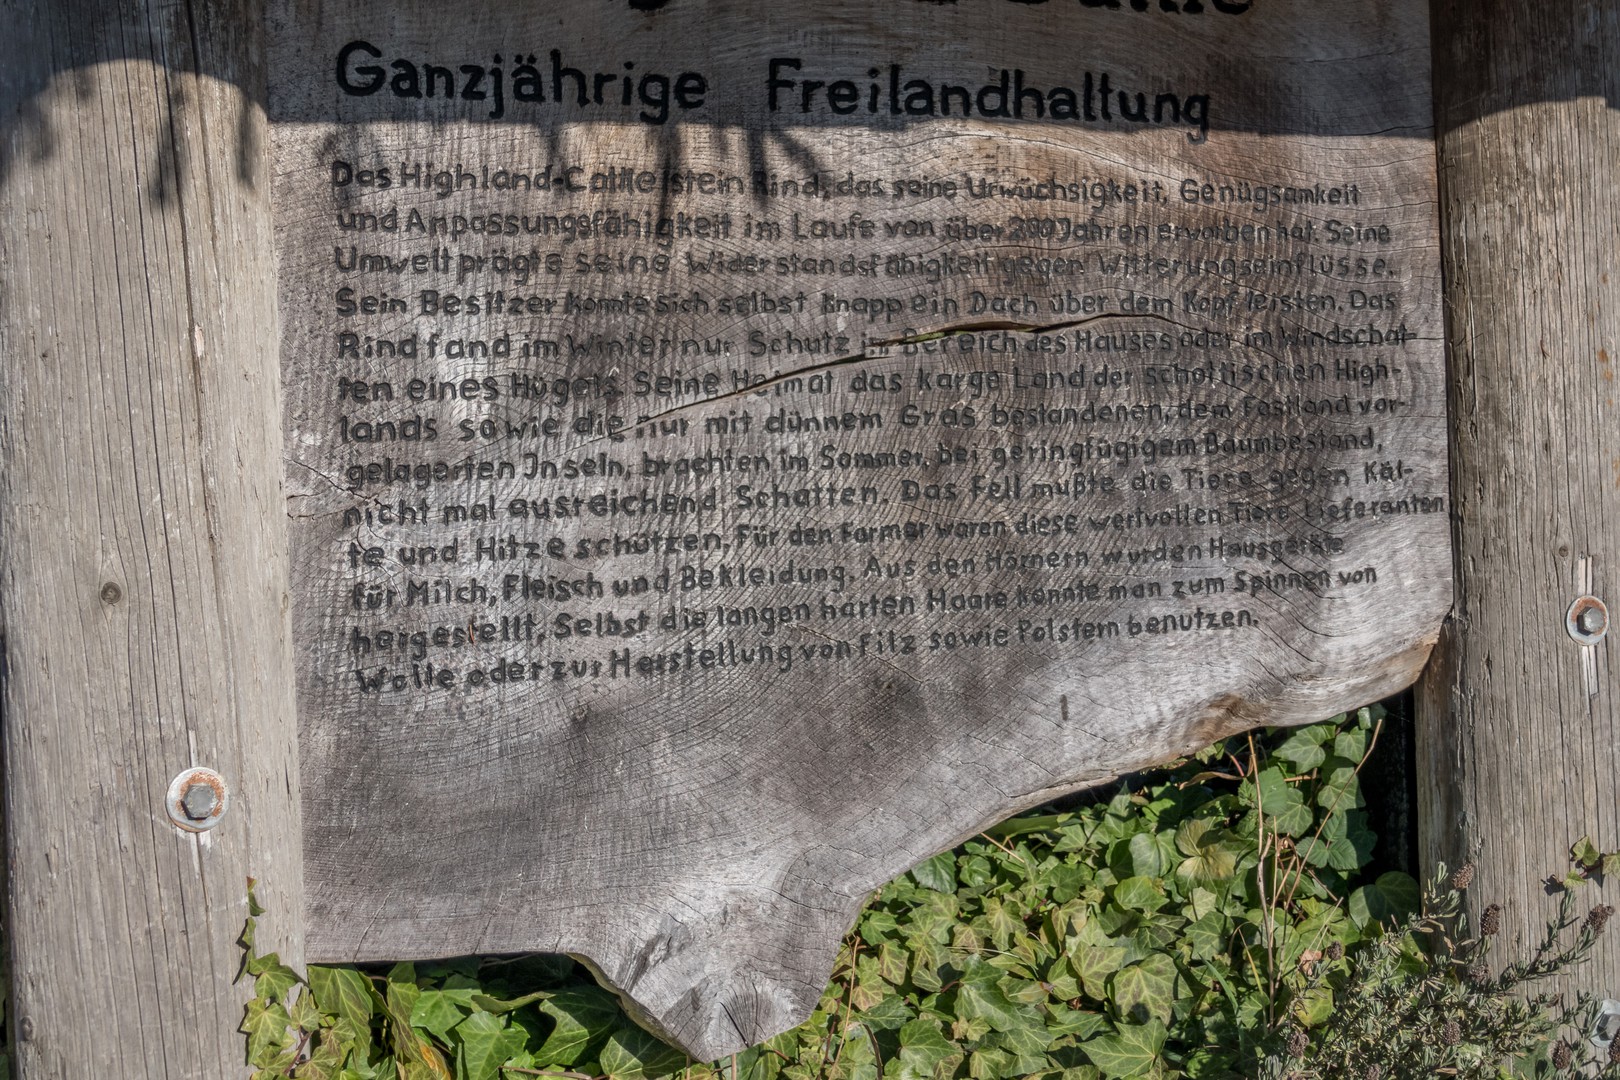 Ganzjährige Freilandhaltung
Das Highland-Cattle ist ein Rind, das seine Urwüchsigkeit, Genügsamkeit
und Anpassungsfähigkeit im Laufe von über 2000 Jahren erworben hat. Seine
Umwelt prägte seine Widerstandsfähigkeit gegen Witterungseinflüsse.
Sein Besitzer konnte sich selbst knapp ein Dach über dem Kopf leisten. Das
Rind fand im Winter nur Schutz im Bereich des Hauses oder im Windschat-
ten eines Hügels. Seine Heimat das karge Land der schottischen High-
lands sowie die nur mit dünnem Gras bestandenen, dem Festland vor-
gelagerten Inseln, brachten im Sommer, bei geringfügigem Baumbestand,
nicht mal ausreichend Schatten. Das Fell mußte die Tiere gegen Käl-
te und Hitze schützen. Für den Farmer waren diese wertvollen Tiere Lieferanten
für Milch, Fleisch und Bekleidung. Aus den Hörnern wurden Hausgeräte
hergestellt. Selbst die langen harten Haare konnte man zum Spinnen von
Wolle oder zur Herstellung von Filz sowie Polstern benutzen.